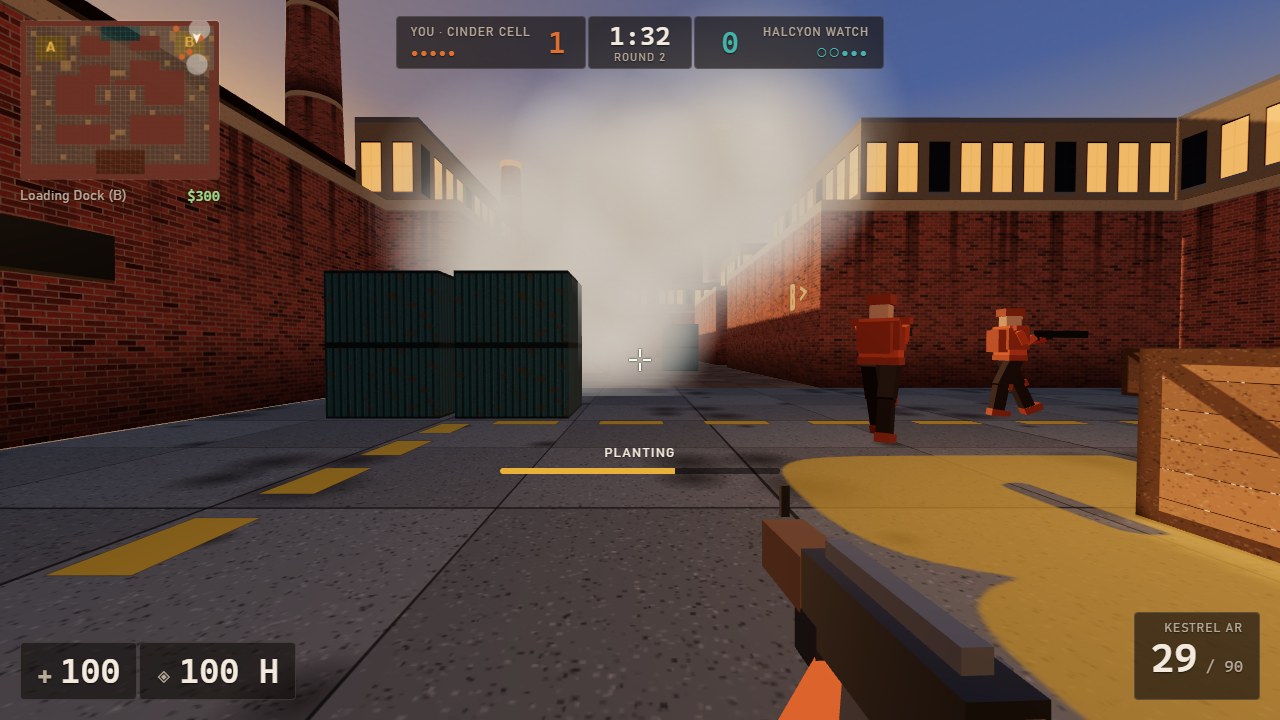 A
B
Loading Dock (B)
$300
YOU · CINDER CELL
1
1:32
ROUND 2
0
HALCYON WATCH
B>
PLANTING
100
100 H
KESTREL AR
29 / 90